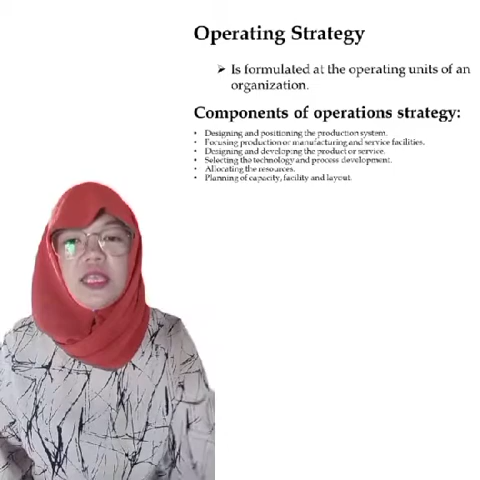 Operating Strategy
➢ Is formulated at the operating units of an
organization.
Components of operations strategy:
• Designing and positioning the production system.
• Focusing production or manufacturing and service facilities.
• Designing and developing the product or service.
• Selecting the technology and process development.
• Allocating the resources.
• Planning of capacity, facility and layout.